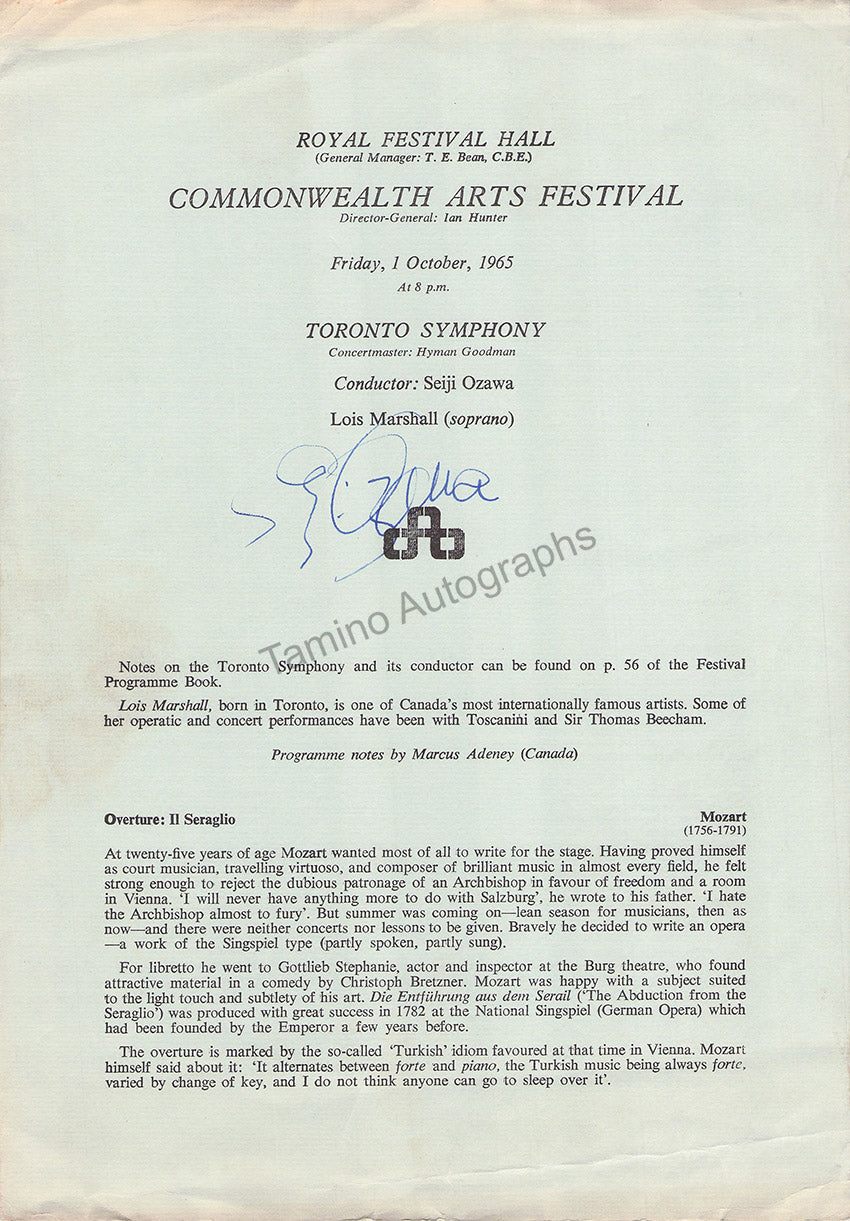 ROYAL FESTIVAL HALL
(General Manager: T. E. Bean, C.B.E.)
COMMONWEALTH ARTS FESTIVAL
Director-General: Ian Hunter
Friday, 1 October, 1965
At 8 p.m.
TORONTO SYMPHONY
Concertmaster: Hyman Goodman
Conductor: Seiji Ozawa
Lois Marshall (soprano)
Ozawa
Tamino Autographs
Notes on the Toronto Symphony and its conductor can be found on p. 56 of the Festival
Programme Book.
Lois Marshall, born in Toronto, is one of Canada's most internationally famous artists. Some of
her operatic and concert performances have been with Toscanini and Sir Thomas Beecham.
Programme notes by Marcus Adeney (Canada)
Overture: Il Seraglio Mozart
(1756-1791)
At twenty-five years of age Mozart wanted most of all to write for the stage. Having proved himself
as court musician, travelling virtuoso, and composer of brilliant music in almost every field, he felt
strong enough to reject the dubious patronage of an Archbishop in favour of freedom and a room
in Vienna. 'I will never have anything more to do with Salzburg', he wrote to his father. 'I hate
the Archbishop almost to fury'. But summer was coming on—lean season for musicians, then as
now—and there were neither concerts nor lessons to be given. Bravely he decided to write an opera
—a work of the Singspiel type (partly spoken, partly sung).
For libretto he went to Gottlieb Stephanie, actor and inspector at the Burg theatre, who found
attractive material in a comedy by Christoph Bretzner. Mozart was happy with a subject suited
to the light touch and subtlety of his art. Die Entführung aus dem Serail ('The Abduction from the
Seraglio') was produced with great success in 1782 at the National Singspiel (German Opera) which
had been founded by the Emperor a few years before.
The overture is marked by the so-called 'Turkish' idiom favoured at that time in Vienna. Mozart
himself said about it: 'It alternates between forte and piano, the Turkish music being always forte,
varied by change of key, and I do not think anyone can go to sleep over it'.